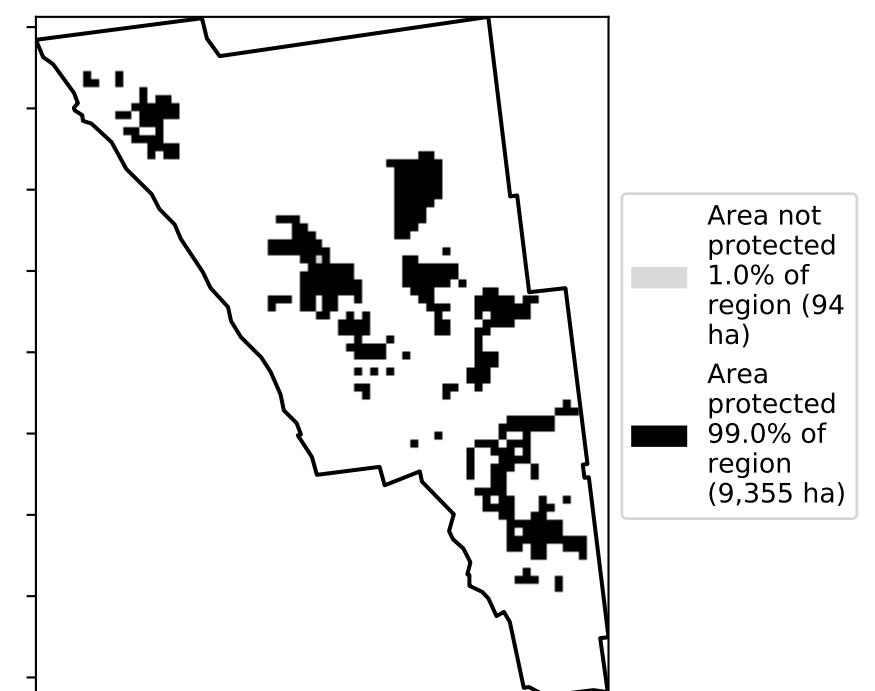 Area not
protected
1.0% of
region (94
ha)
Area
protected
99.0% of
region
(9,355 ha)